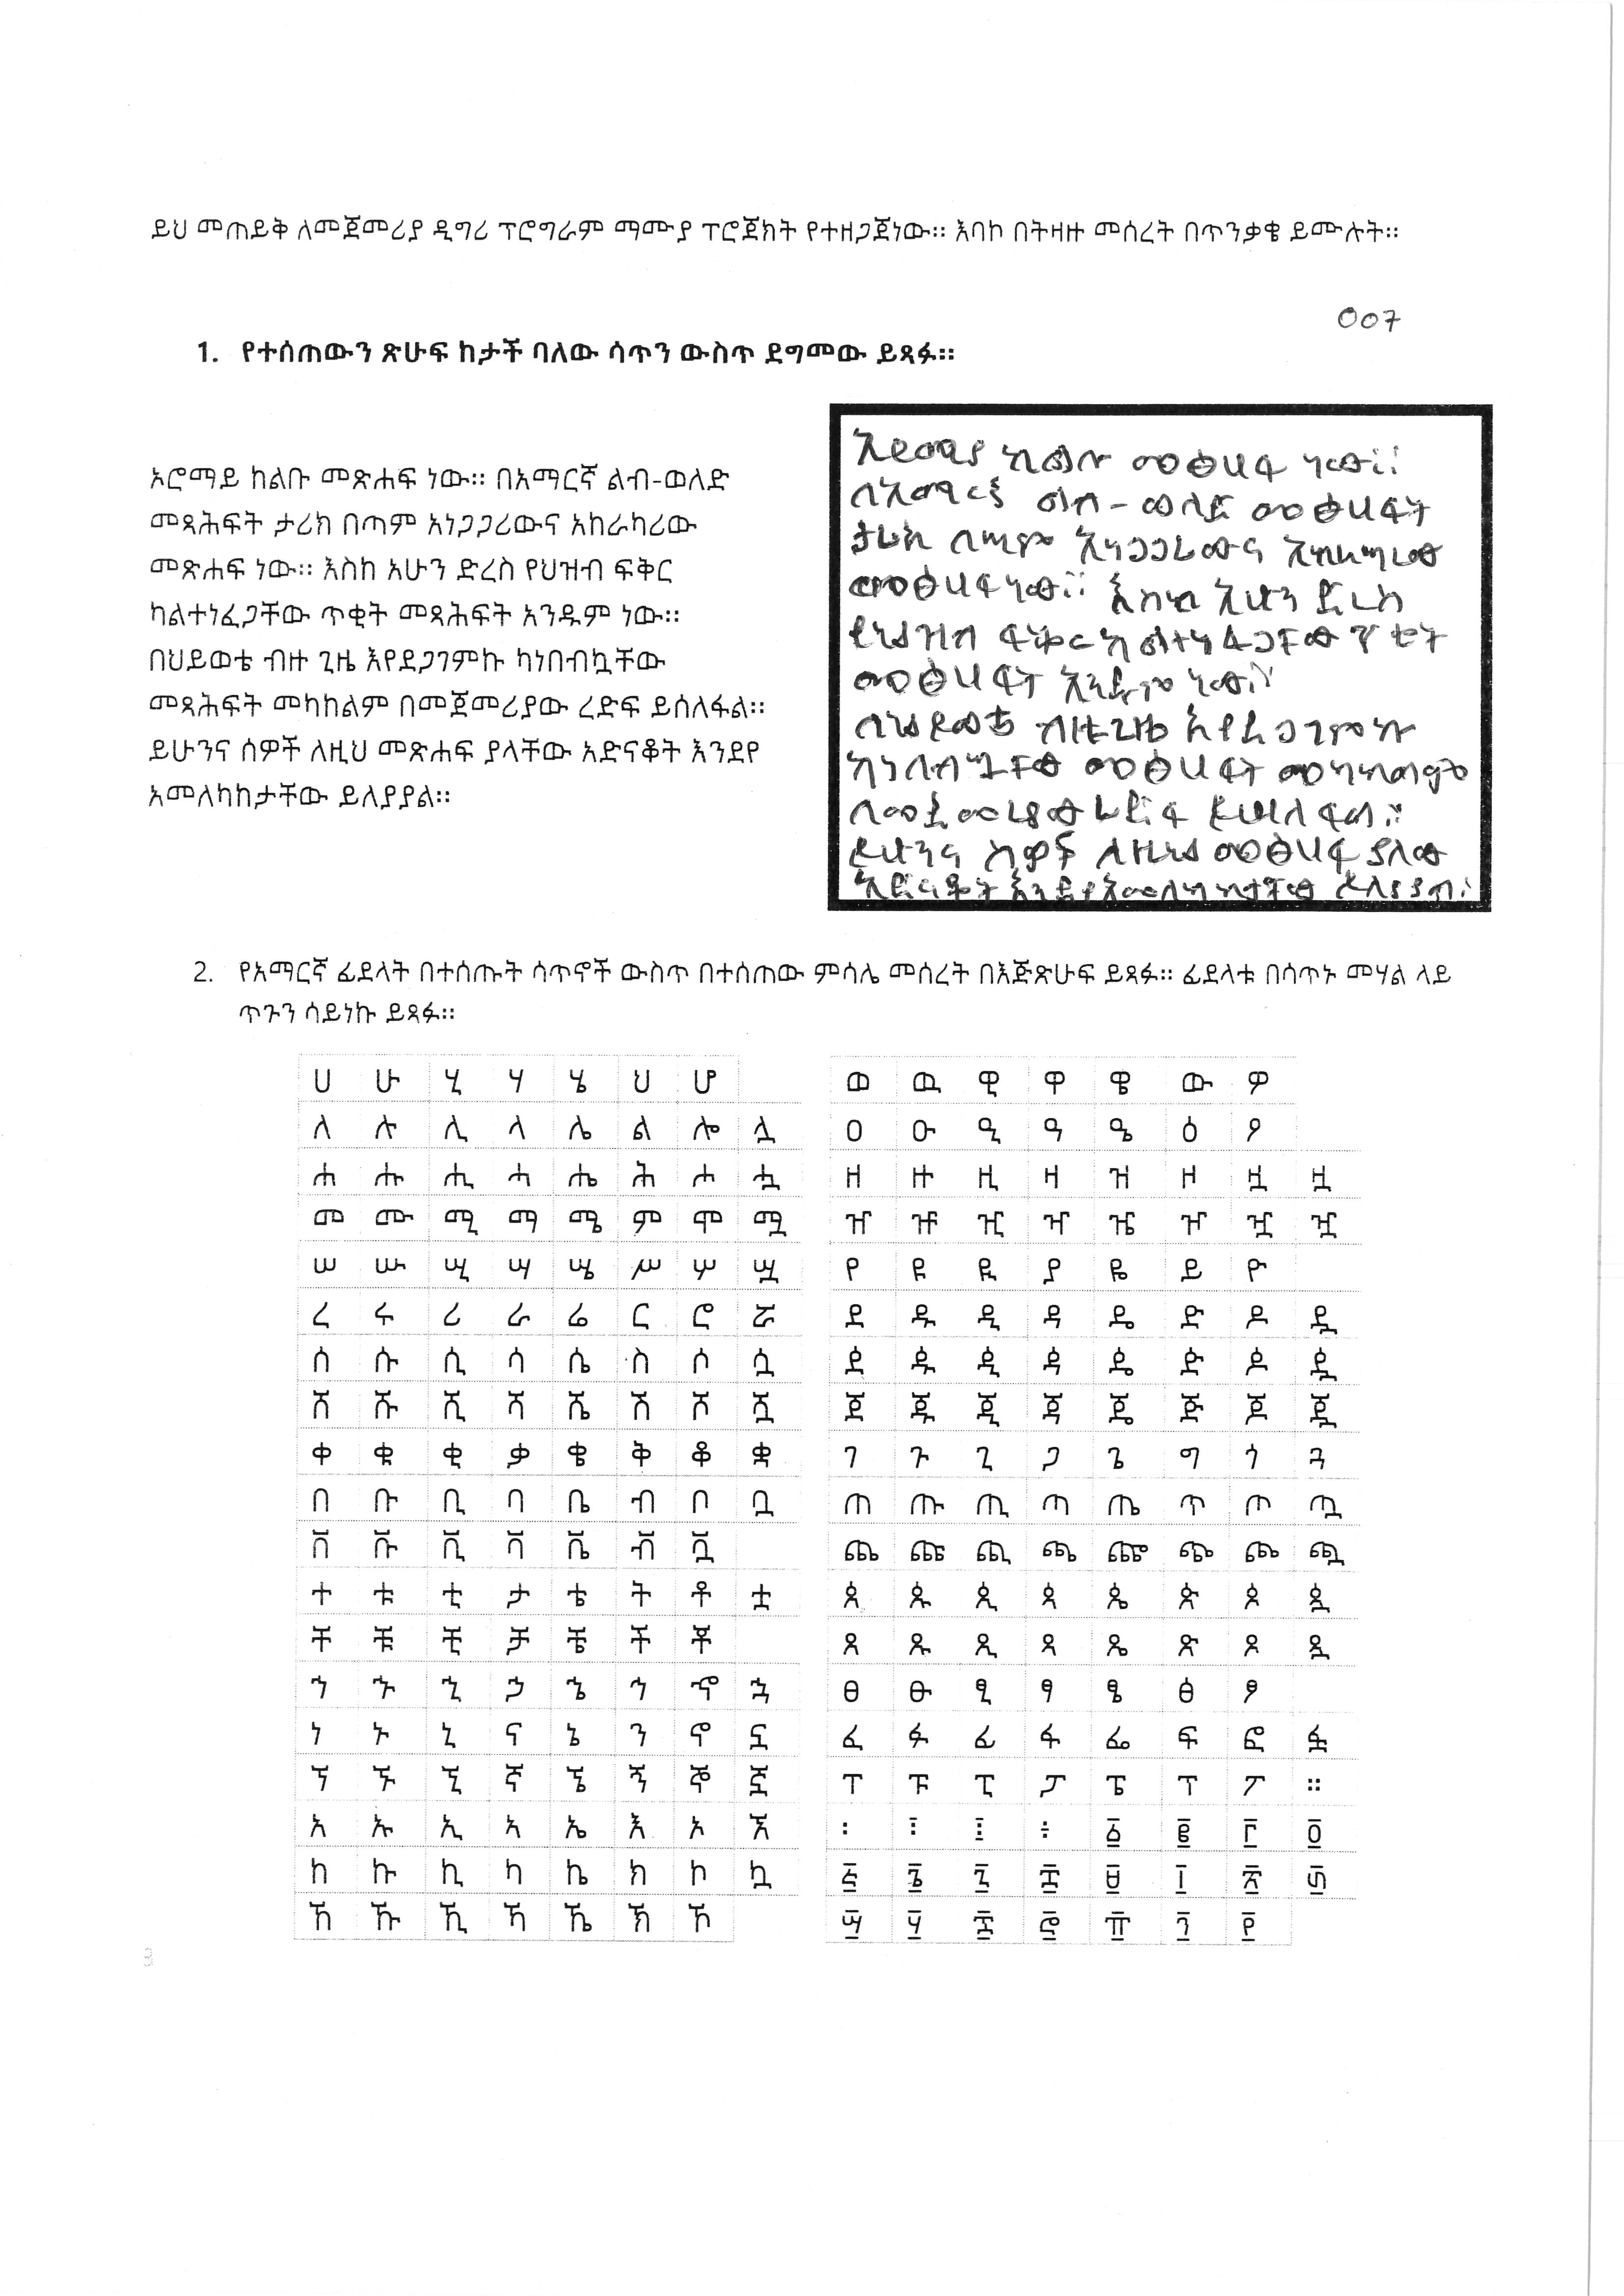 ይህ መጠይቅ ለመጀመሪያ ዲግሪ ፕሮግራም ማሙያ ፕሮጀክት የተዘጋጀነው። እባኮ በትዛዙ መሰረት በጥንቃቄ ይሙሉት።
007
1. የተሰጠውን ጽሁፍ ከታች ባለው ሳጥን ውስጥ ደግመው ይጻፉ።
ኦሮማይ ከልቡ መጽሐፍ ነው። በአማርኛ ልብ-ወለድ
መጻሕፍት ታሪክ በጣም አነጋጋሪውና አከራካሪው
መጽሐፍ ነው። እስከ አሁን ድረስ የህዝብ ፍቅር
ካልተነፈጋቸው ጥቂት መጻሕፍት አንዱም ነው።
በህይወቴ ብዙ ጊዜ እየደጋገምኩ ካነበብኳቸው
መጻሕፍት መካከልም በመጀመሪያው ረድፍ ይሰለፋል።
ይሁንና ሰዎች ለዚህ መጽሐፍ ያላቸው አድናቆት እንደየ
አመለካከታቸው ይለያያል።
ኦሮማይ ከልቡ መፅሀፍ ነው።
በአማርኛ ልብ-ወለድ መፅሀፍት
ታሪክ በጣም አነጋጋሪውና አከራካሪው
መፅሀፍ ነው። እስከ አሁን ድረስ
የህዝብ ፍቅር ካልተነፋጋቸው ጥቂት
መፅሀፍት አንዱም ነው።
በህይወቴ ብዙ ጊዜ እየደጋገምኩ
ካነበብኳቸው መፅሀፍት መካከልም
በመጀመሪያው ረድፍ ይሠለፋል።
ይሁንና ሰዎች ለዚህ መፅሀፍ ያለው
አድናቆት እንደየአመለካከታቸው ይለያያል።
2. የአማርኛ ፊደላት በተሰጡት ሳጥኖች ውስጥ በተሰጠው ምሳሌ መሰረት በእጅጽሁፍ ይጻፉ። ፊደላቱ በሳጥኑ መሃል ላይ
ጥጉን ሳይነኩ ይጻፉ።
ሀ ሁ ሂ ሃ ሄ ህ ሆ
ለ ሉ ሊ ላ ሌ ል ሎ ሏ
ሐ ሑ ሒ ሓ ሔ ሕ ሖ ሗ
መ ሙ ሚ ማ ሜ ም ሞ ሟ
ሠ ሡ ሢ ሣ ሤ ሥ ሦ ሧ
ረ ሩ ሪ ራ ሬ ር ሮ ሯ
ሰ ሱ ሲ ሳ ሴ ስ ሶ ሷ
ሸ ሹ ሺ ሻ ሼ ሽ ሾ ሿ
ቀ ቁ ቂ ቃ ቄ ቅ ቆ ቋ
በ ቡ ቢ ባ ቤ ብ ቦ ቧ
ቨ ቩ ቪ ቫ ቬ ቭ ቯ
ተ ቱ ቲ ታ ቴ ት ቶ ቷ
ቸ ቹ ቺ ቻ ቼ ች ቾ
ኀ ኁ ኂ ኃ ኄ ኅ ኆ ኋ
ነ ኑ ኒ ና ኔ ን ኖ ኗ
ኘ ኙ ኚ ኛ ኜ ኝ ኞ ኟ
አ ኡ ኢ ኣ ኤ እ ኦ ኧ
ከ ኩ ኪ ካ ኬ ክ ኮ ኳ
ኸ ኹ ኺ ኻ ኼ ኽ ኾ
ወ ዉ ዊ ዋ ዌ ው ዎ
ዐ ዑ ዒ ዓ ዔ ዕ ዖ
ዘ ዙ ዚ ዛ ዝ ዞ ዟ ዟ
ዠ ዡ ዢ ዣ ዤ ዥ ዧ ዧ
የ ዩ ዪ ያ ዬ ይ ዮ
ደ ዱ ዲ ዳ ዴ ድ ዶ ዷ
ዸ ዹ ዺ ዻ ዼ ዽ ዾ ዿ
ጀ ጁ ጂ ጃ ጄ ጅ ጆ ጇ
ገ ጉ ጊ ጋ ጌ ግ ጎ ጓ
ጠ ጡ ጢ ጣ ጤ ጥ ጦ ጧ
ጨ ጩ ጪ ጫ ጬ ጭ ጮ ጯ
ጰ ጱ ጲ ጳ ጴ ጵ ጶ ጷ
ጸ ጹ ጺ ጻ ጼ ጽ ጾ ጿ
ፀ ፁ ፂ ፃ ፄ ፅ ፆ
ፈ ፉ ፊ ፋ ፌ ፍ ፎ ፏ
ፐ ፑ ፒ ፓ ፔ ፕ ፖ ።
፡ ፤ ፩ ፪ ፫ ፬
፭ ፮ ፯ ፰ ፱ ፲ ፳ ፴
፵ ፶ ፷ ፸ ፹ ፺ ፻